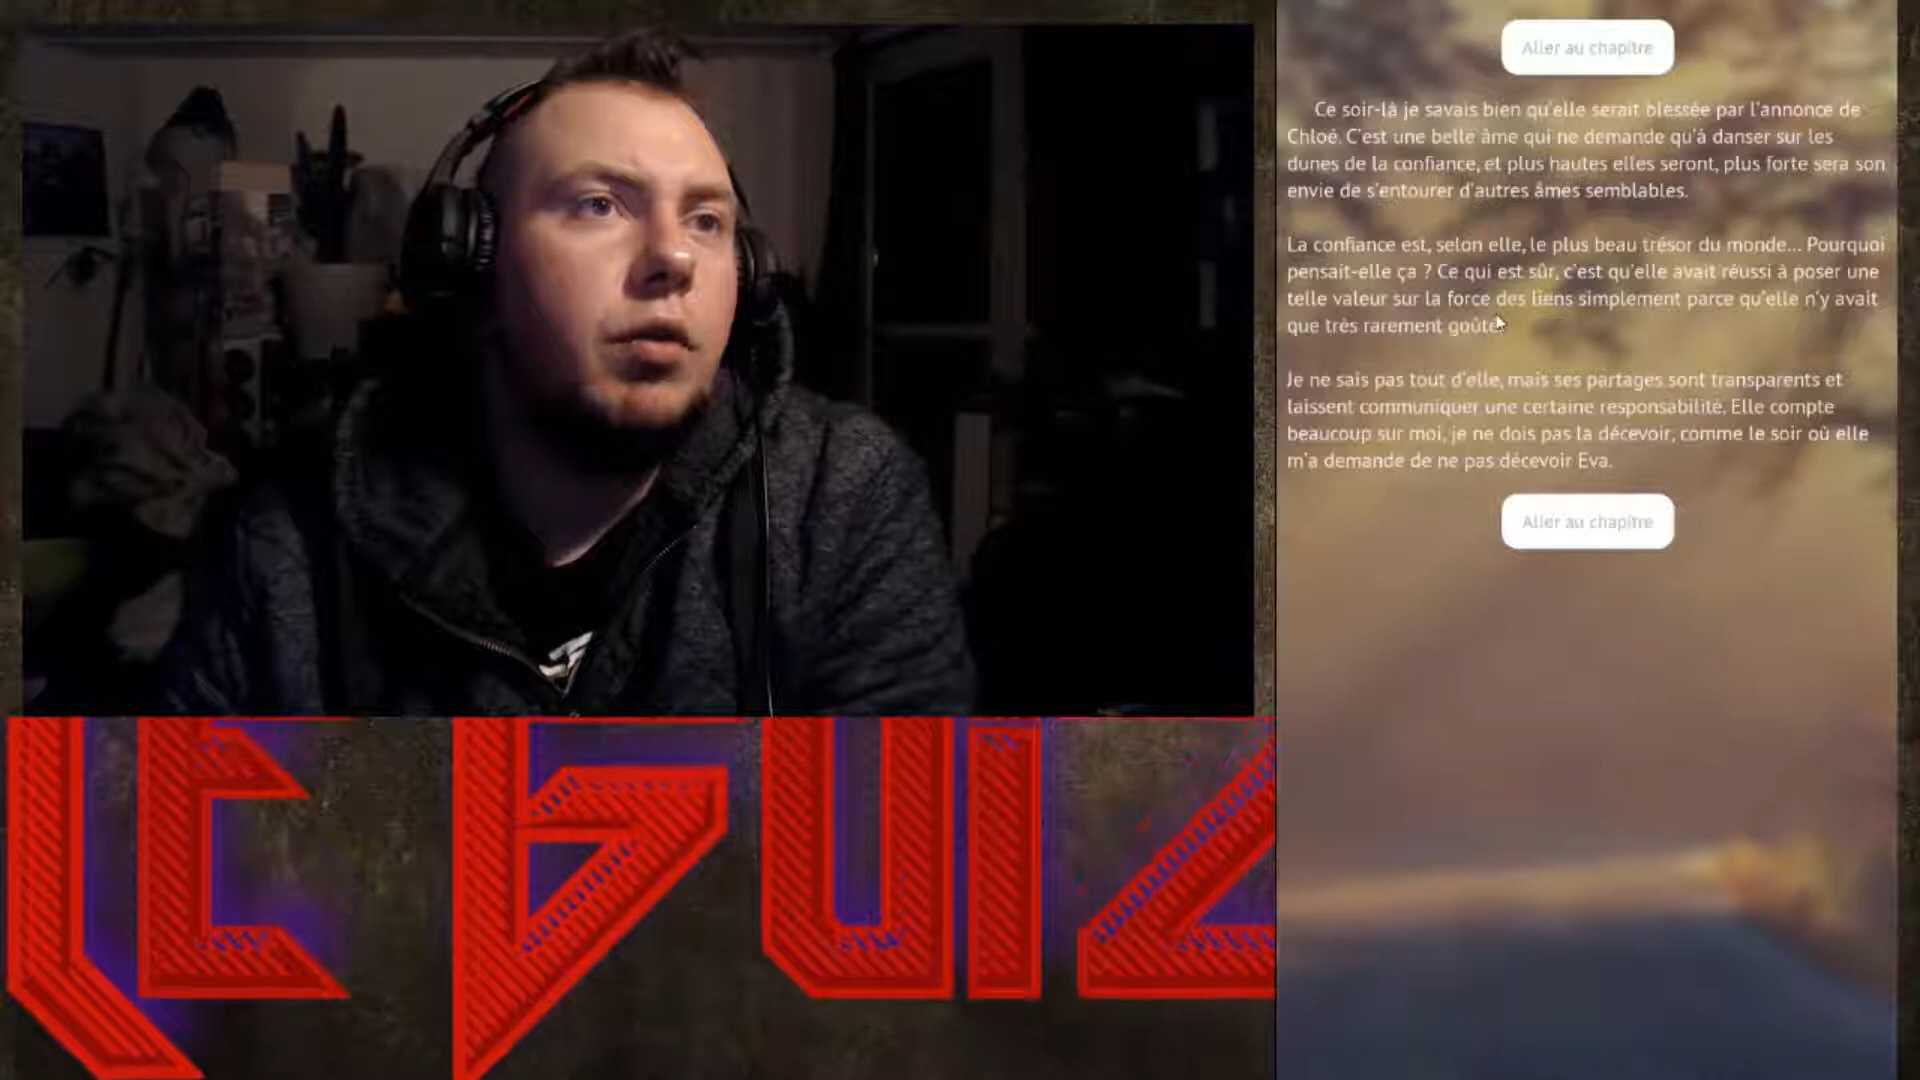 Aller au chapitre
Ce soir-là je savais bien qu'elle serait blessée par l'annonce de
Chloé. C'est une belle âme qui ne demande qu'à danser sur les
dunes de la confiance, et plus hautes elles seront, plus forte sera son
envie de s'entourer d'autres âmes semblables.
La confiance est, selon elle, le plus beau trésor du monde... Pourquoi
pensait-elle ça ? Ce qui est sûr, c'est qu'elle avait réussi à poser une
telle valeur sur la force des liens simplement parce qu'elle n'y avait
que très rarement goûté.
Je ne sais pas tout d'elle, mais ses partages sont transparents et
laissent communiquer une certaine responsabilité. Elle compte
beaucoup sur moi, je ne dois pas la décevoir, comme le soir où elle
m'a demande de ne pas décevoir Eva.
Aller au chapitre